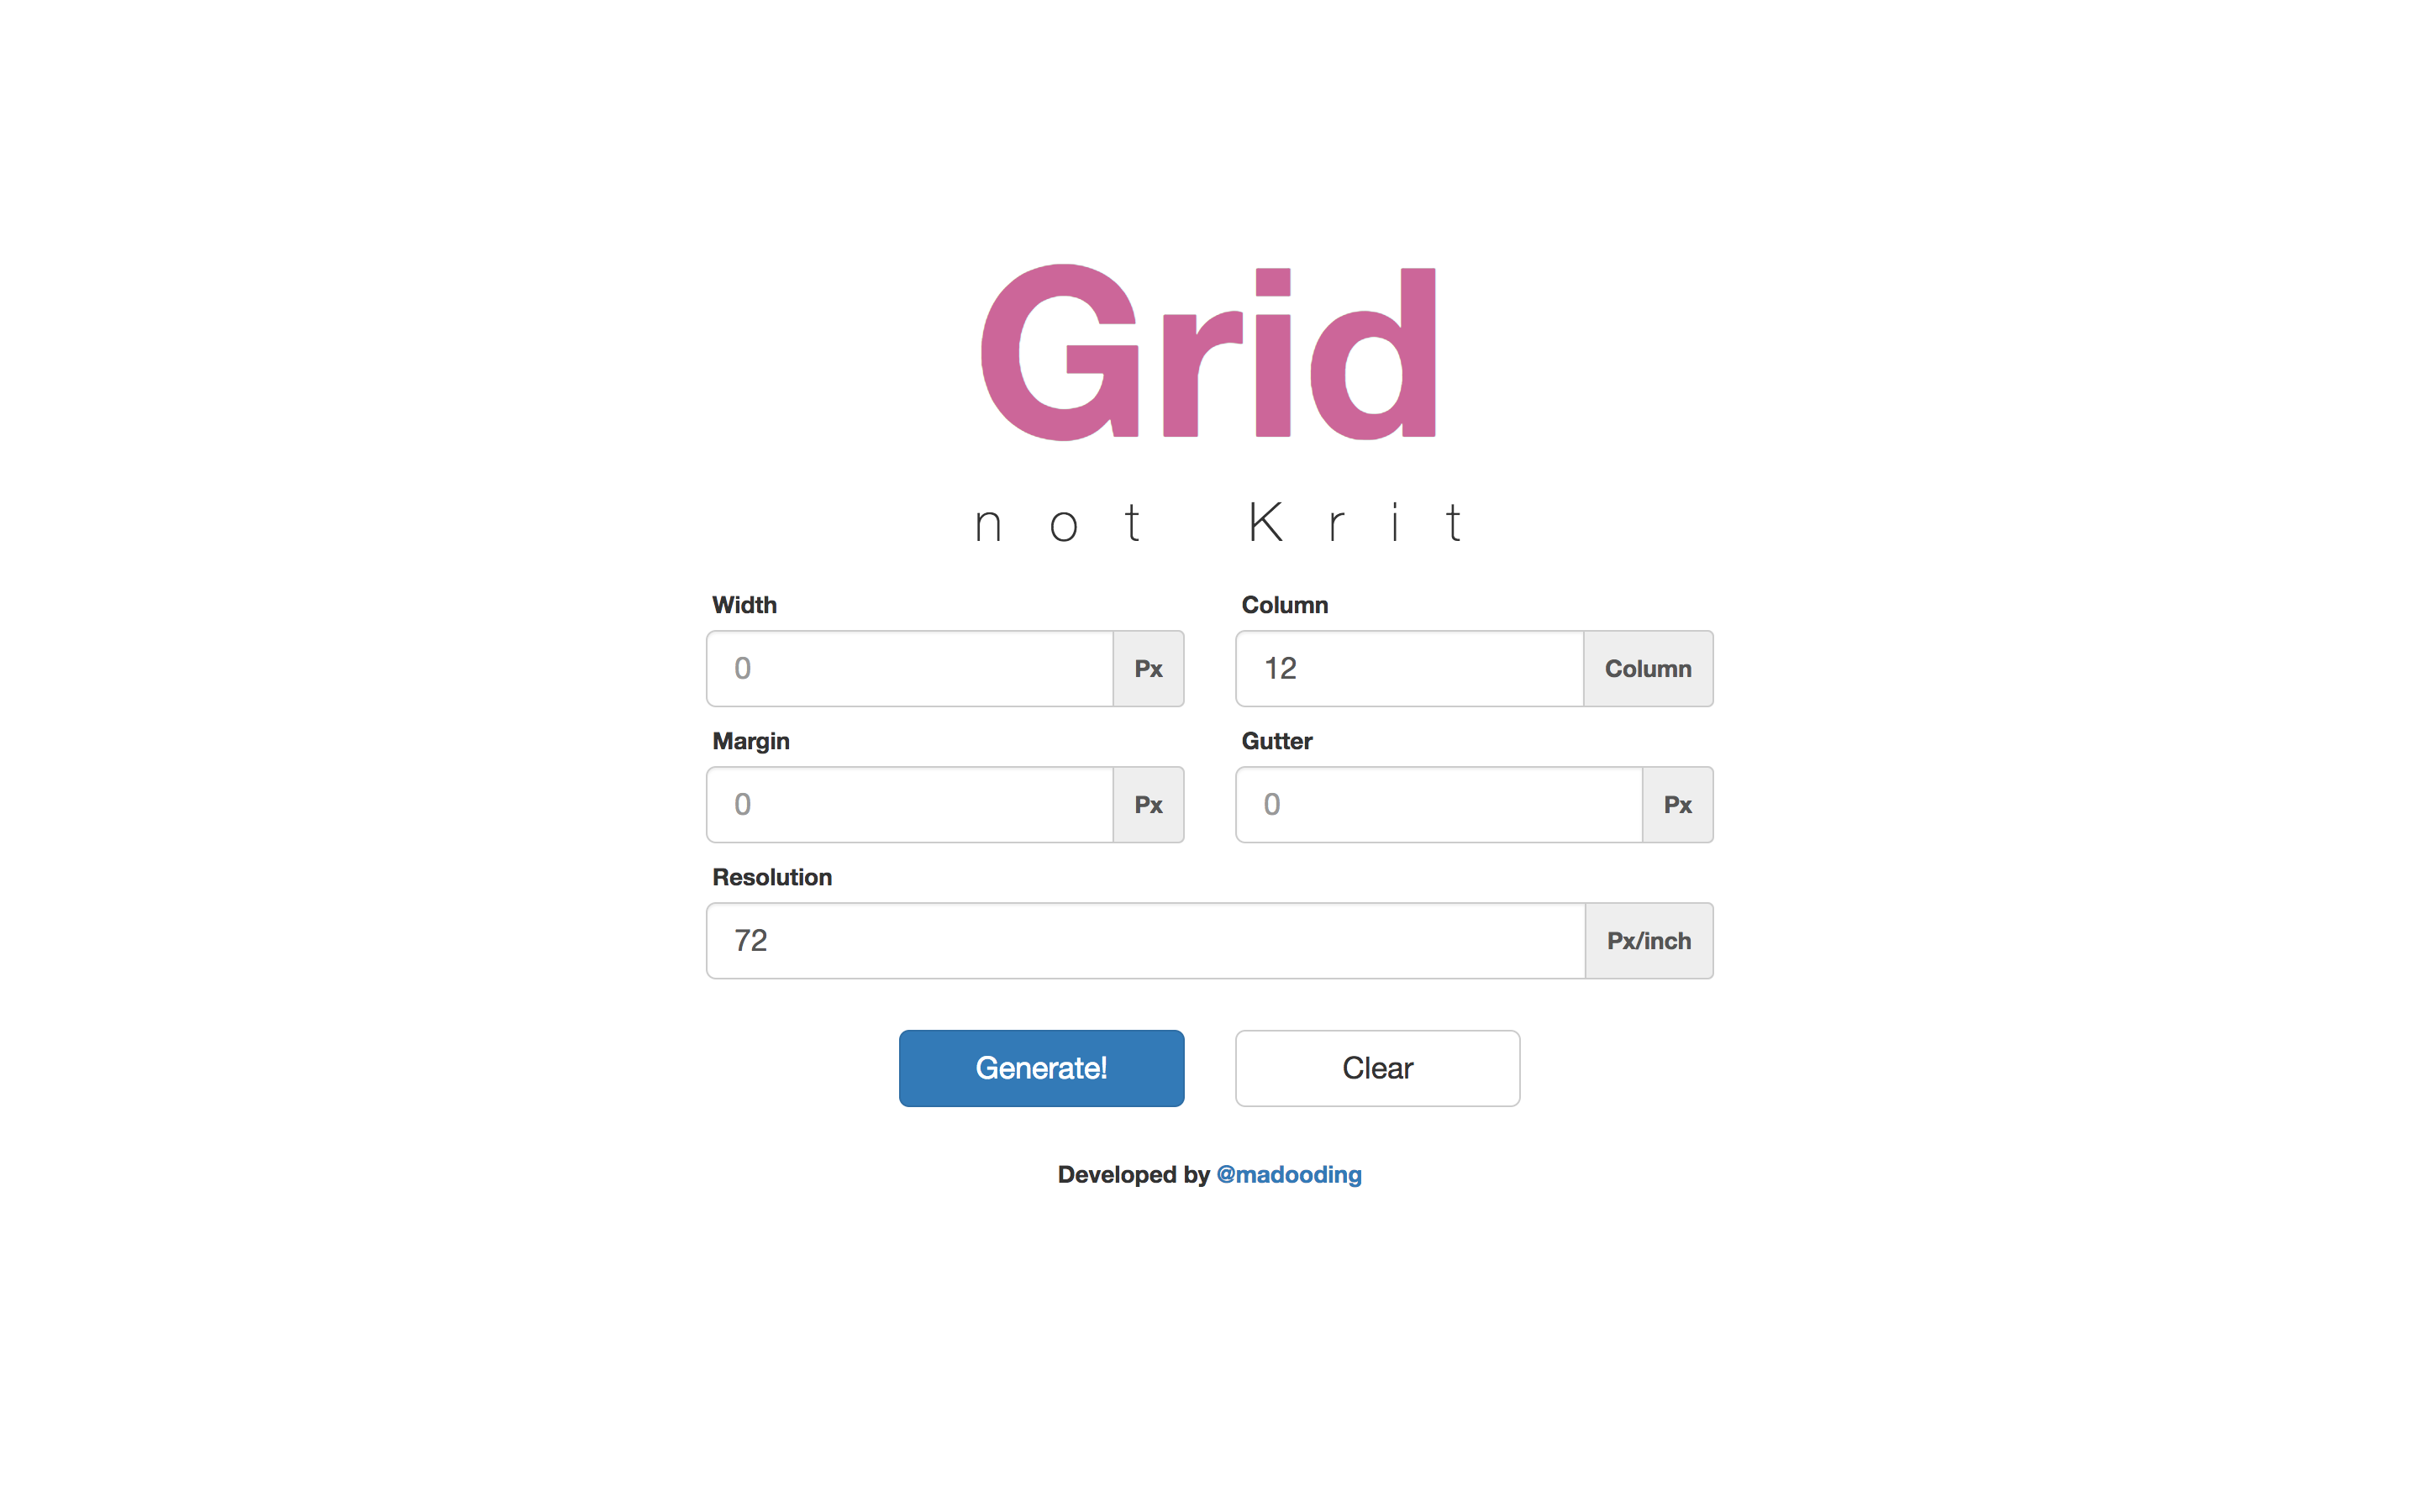 Grid
not Krit
Width Column
0 Px 12 Column
Margin Gutter
0 Px 0 Px
Resolution
72 Px/inch
Generate! Clear
Developed by @madooding